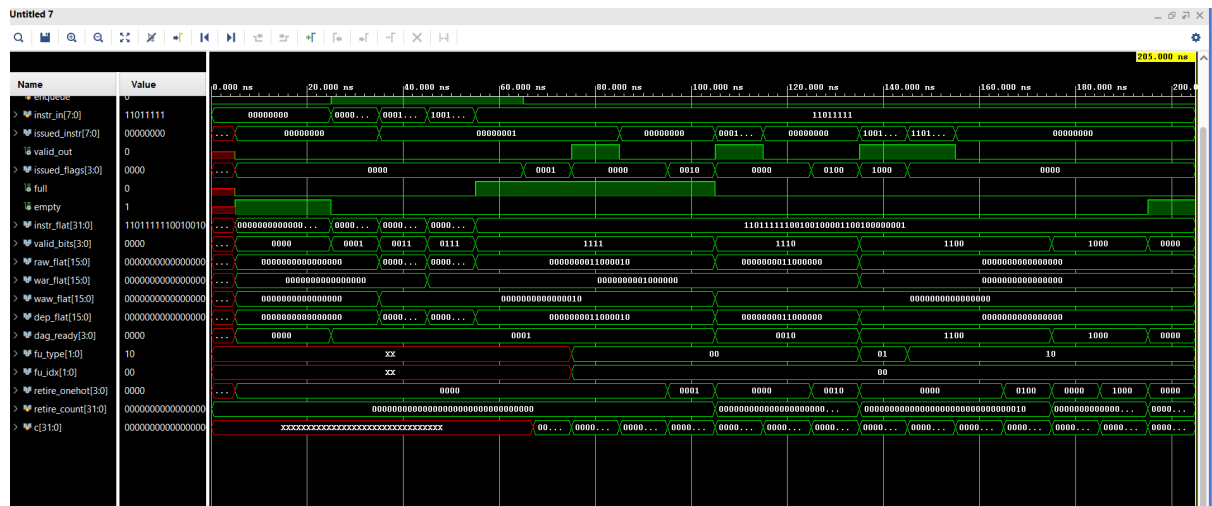 Untitled 7
205.000 ns
Name Value 0.000 ns 20.000 ns 40.000 ns 60.000 ns 80.000 ns 100.000 ns 120.000 ns 140.000 ns 160.000 ns 180.000 ns 200.0
enqueue 0
instr_in[7:0] 11011111 00000000 0000... 0001... 1001... 11011111
issued_instr[7:0] 00000000 ... 00000000 00000001 00000000 0001... 00000000 1001... 1101... 00000000
valid_out 0
issued_flags[3:0] 0000 ... 0000 0001 0000 0010 0000 0100 1000 0000
full 0
empty 1
instr_flat[31:0] 1101111110010010 ... 0000000000000... 0000... 0000... 0000... 11011111100100100001100100000001
valid_bits[3:0] 0000 ... 0000 0001 0011 0111 1111 1110 1100 1000 0000
raw_flat[15:0] 0000000000000000 ... 0000000000000000 0000... 0000... 0000000011000010 0000000011000000 0000000000000000
war_flat[15:0] 0000000000000000 ... 0000000000000000 0000000001000000 0000000000000000
waw_flat[15:0] 0000000000000000 ... 0000000000000000 0000000000000010 0000000000000000
dep_flat[15:0] 0000000000000000 ... 0000000000000000 0000... 0000... 0000000011000010 0000000011000000 0000000000000000
dag_ready[3:0] 0000 ... 0000 0001 0010 1100 1000 0000
fu_type[1:0] 10 XX 00 01 10
fu_idx[1:0] 00 XX 00
retire_onehot[3:0] 0000 ... 0000 0001 0000 0010 0000 0100 0000 1000 0000
retire_count[31:0] 0000000000000000 00000000000000000000000000000000 000000000000000000000... 00000000000000000000000000000010 0000000000000... 0000...
c[31:0] 0000000000000000 XXXXXXXXXXXXXXXXXXXXXXXXXXXXXXXX 00... 0000... 0000... 0000... 0000... 0000... 0000... 0000... 0000... 0000... 0000... 0000... 0000... 0000...